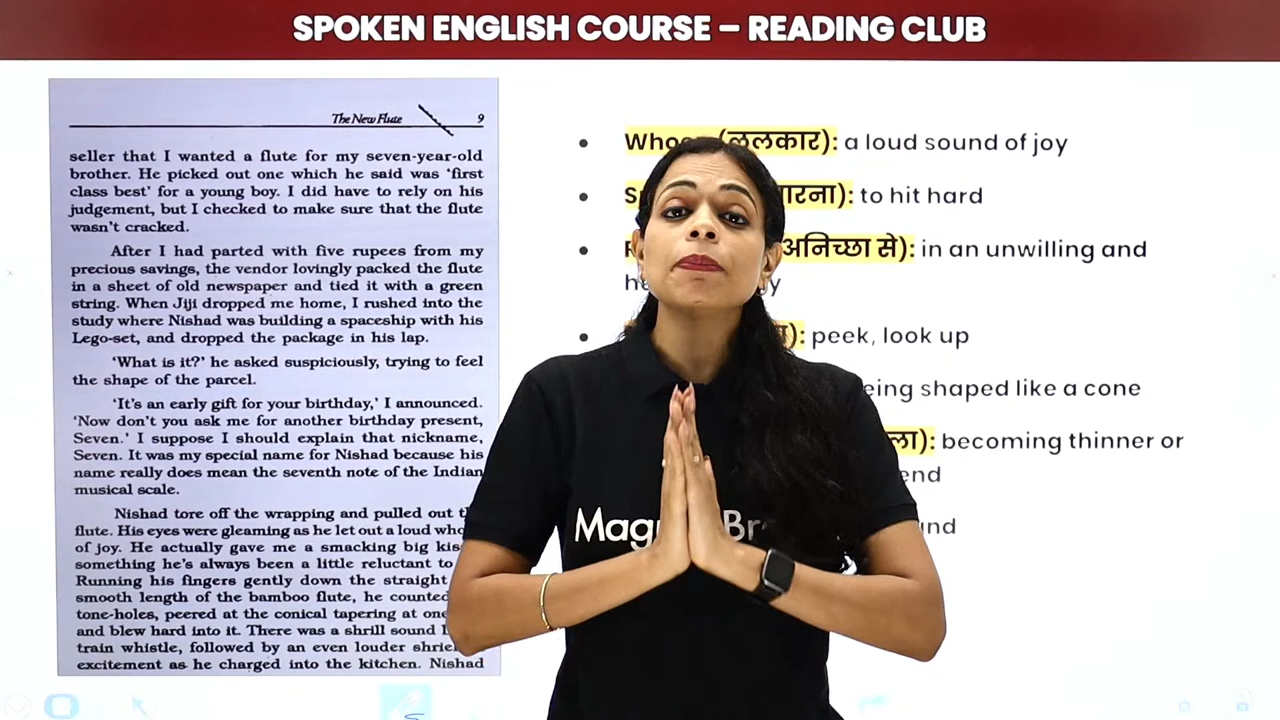 SPOKEN ENGLISH COURSE – READING CLUB
The New Flute 9
seller that I wanted a flute for my seven-year-old
brother. He picked out one which he said was ‘first
class best’ for a young boy. I did have to rely on his
judgement, but I checked to make sure that the flute
wasn’t cracked.
After I had parted with five rupees from my
precious savings, the vendor lovingly packed the flute
in a sheet of old newspaper and tied it with a green
string. When Jiji dropped me home, I rushed into the
study where Nishad was building a spaceship with his
Lego-set, and dropped the package in his lap.
‘What is it?’ he asked suspiciously, trying to feel
the shape of the parcel.
‘It’s an early gift for your birthday,’ I announced.
‘Now don’t you ask me for another birthday present,
Seven.’ I suppose I should explain that nickname,
Seven. It was my special name for Nishad because his
name really does mean the seventh note of the Indian
musical scale.
Nishad tore off the wrapping and pulled out
flute. His eyes were gleaming as he let out a loud
of joy. He actually gave me a smacking big
something he’s always been a little reluctant to
Running his fingers gently down the straight
smooth length of the bamboo flute, he counted
tone-holes, peered at the conical tapering at
and blew hard into it. There was a shrill sound
train whistle, followed by an even louder
excitement as he charged into the kitchen. Nishad
(ललकार): a loud sound of joy
to hit hard
अनिच्छा से): in an unwilling and
peek, look up
shaped like a cone
becoming thinner or
end